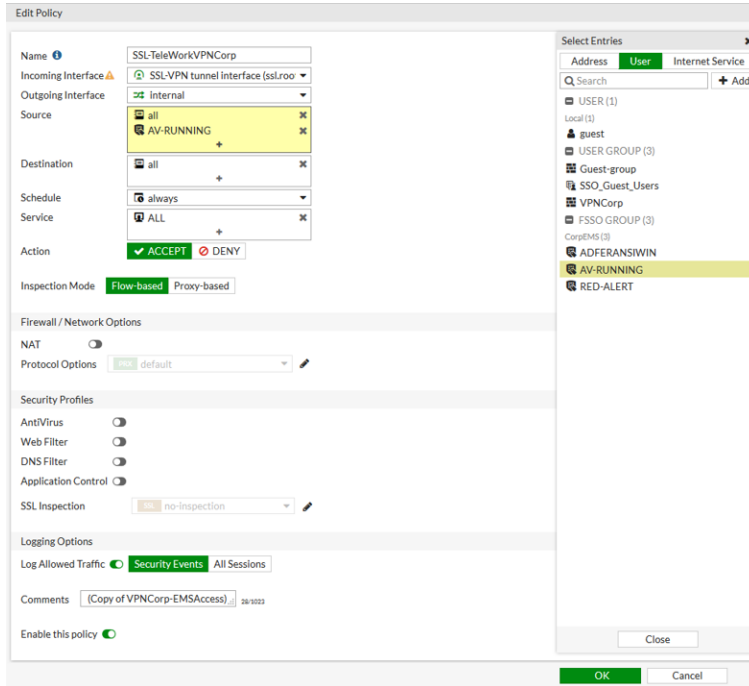 Edit Policy
Name
SSL-TeleWorkVPNCorp
Incoming Interface
SSL-VPN tunnel interface (ssl.roo
Outgoing Interface
internal
Source
all
AV-RUNNING
+
Destination
all
+
Schedule
always
Service
ALL
+
Action
ACCEPT
DENY
Inspection Mode
Flow-based
Proxy-based
Firewall / Network Options
NAT
Protocol Options
default
Security Profiles
AntiVirus
Web Filter
DNS Filter
Application Control
SSL Inspection
SSL no-inspection
Logging Options
Log Allowed Traffic
Security Events
All Sessions
Comments
(Copy of VPNCorp-EMSAccess)
28/1023
Enable this policy
Select Entries
Address
User
Internet Service
Search
+ Add
USER (1)
Local (1)
guest
USER GROUP (3)
Guest-group
SSO_Guest_Users
VPNCorp
FSSO GROUP (3)
CorpEMS (3)
ADFERANSIWIN
AV-RUNNING
RED-ALERT
Close
OK
Cancel